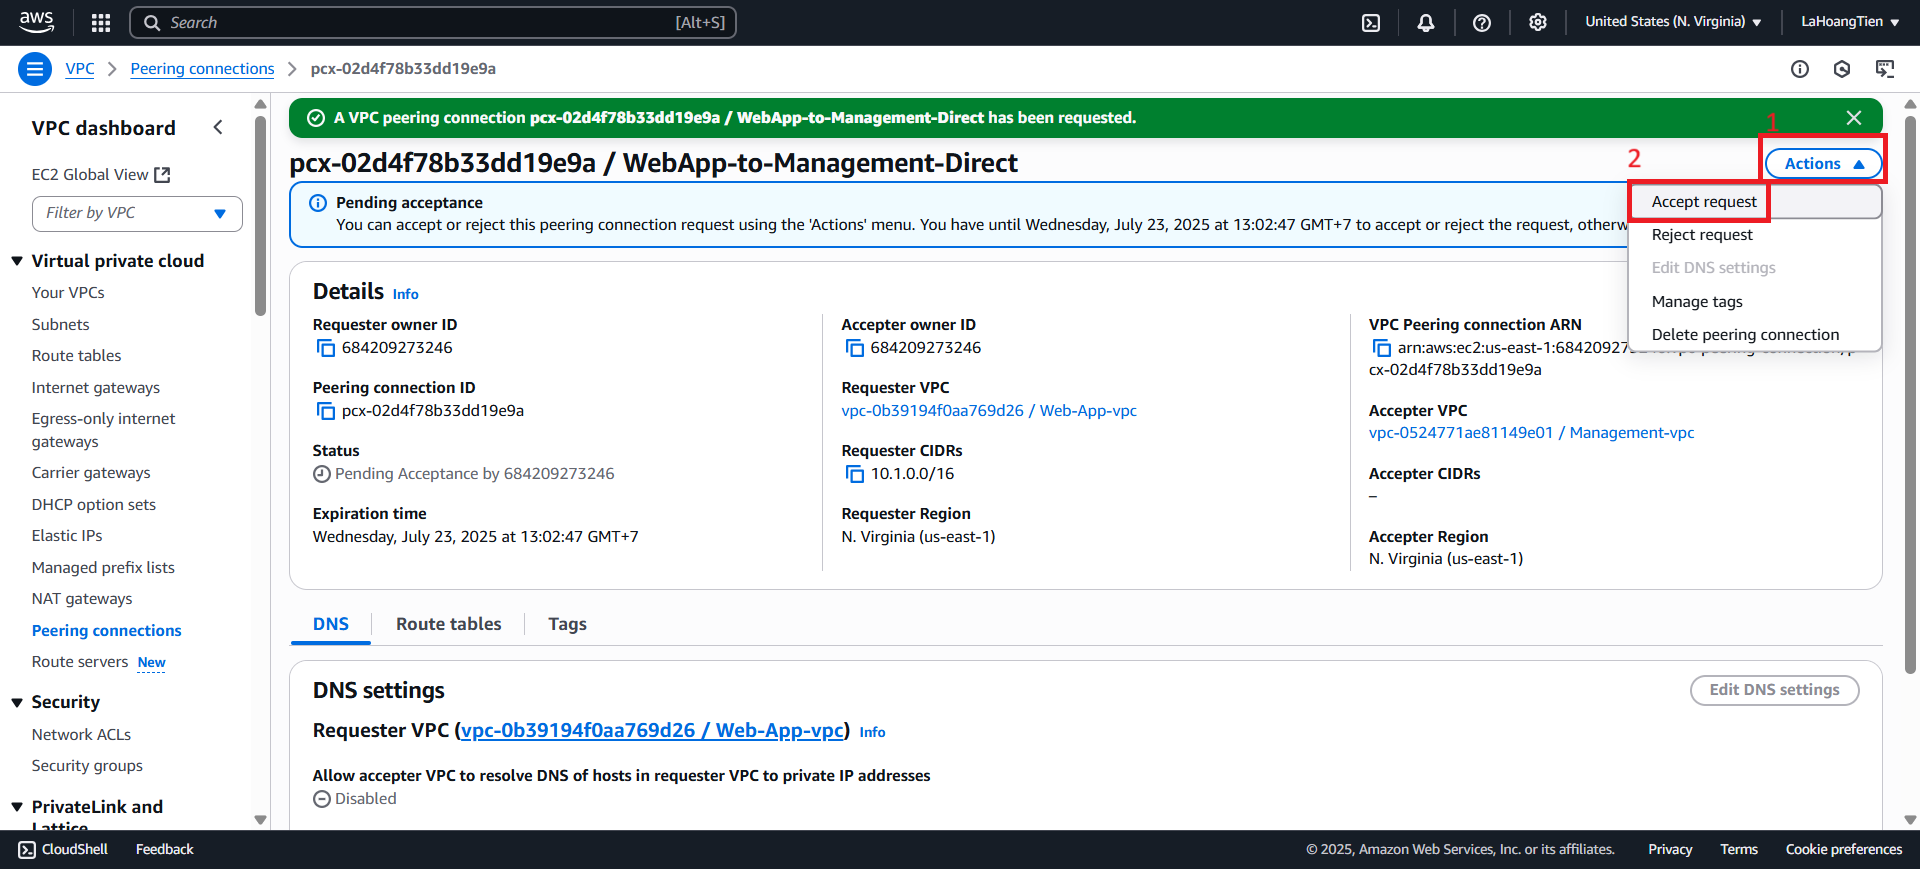 aws
Search
[Alt+S]
United States (N. Virginia)
LaHoangTien
VPC
Peering connections
pcx-02d4f78b33dd19e9a
VPC dashboard
EC2 Global View
Filter by VPC
Virtual private cloud
Your VPCs
Subnets
Route tables
Internet gateways
Egress-only internet
gateways
Carrier gateways
DHCP option sets
Elastic IPs
Managed prefix lists
NAT gateways
Peering connections
Route servers New
Security
Network ACLs
Security groups
PrivateLink and
Lattice
A VPC peering connection pcx-02d4f78b33dd19e9a / WebApp-to-Management-Direct has been requested.
1
pcx-02d4f78b33dd19e9a / WebApp-to-Management-Direct
2
Actions
Accept request
Reject request
Edit DNS settings
Manage tags
Delete peering connection
Pending acceptance
You can accept or reject this peering connection request using the 'Actions' menu. You have until Wednesday, July 23, 2025 at 13:02:47 GMT+7 to accept or reject the request, otherw
Details Info
Requester owner ID
684209273246
Peering connection ID
pcx-02d4f78b33dd19e9a
Status
Pending Acceptance by 684209273246
Expiration time
Wednesday, July 23, 2025 at 13:02:47 GMT+7
Accepter owner ID
684209273246
Requester VPC
vpc-0b39194f0aa769d26 / Web-App-vpc
Requester CIDRs
10.1.0.0/16
Requester Region
N. Virginia (us-east-1)
VPC Peering connection ARN
arn:aws:ec2:us-east-1:684209273246:vpc-peering-connection/p
cx-02d4f78b33dd19e9a
Accepter VPC
vpc-0524771ae81149e01 / Management-vpc
Accepter CIDRs
–
Accepter Region
N. Virginia (us-east-1)
DNS
Route tables
Tags
DNS settings
Edit DNS settings
Requester VPC (vpc-0b39194f0aa769d26 / Web-App-vpc) Info
Allow accepter VPC to resolve DNS of hosts in requester VPC to private IP addresses
Disabled
CloudShell
Feedback
© 2025, Amazon Web Services, Inc. or its affiliates.
Privacy
Terms
Cookie preferences